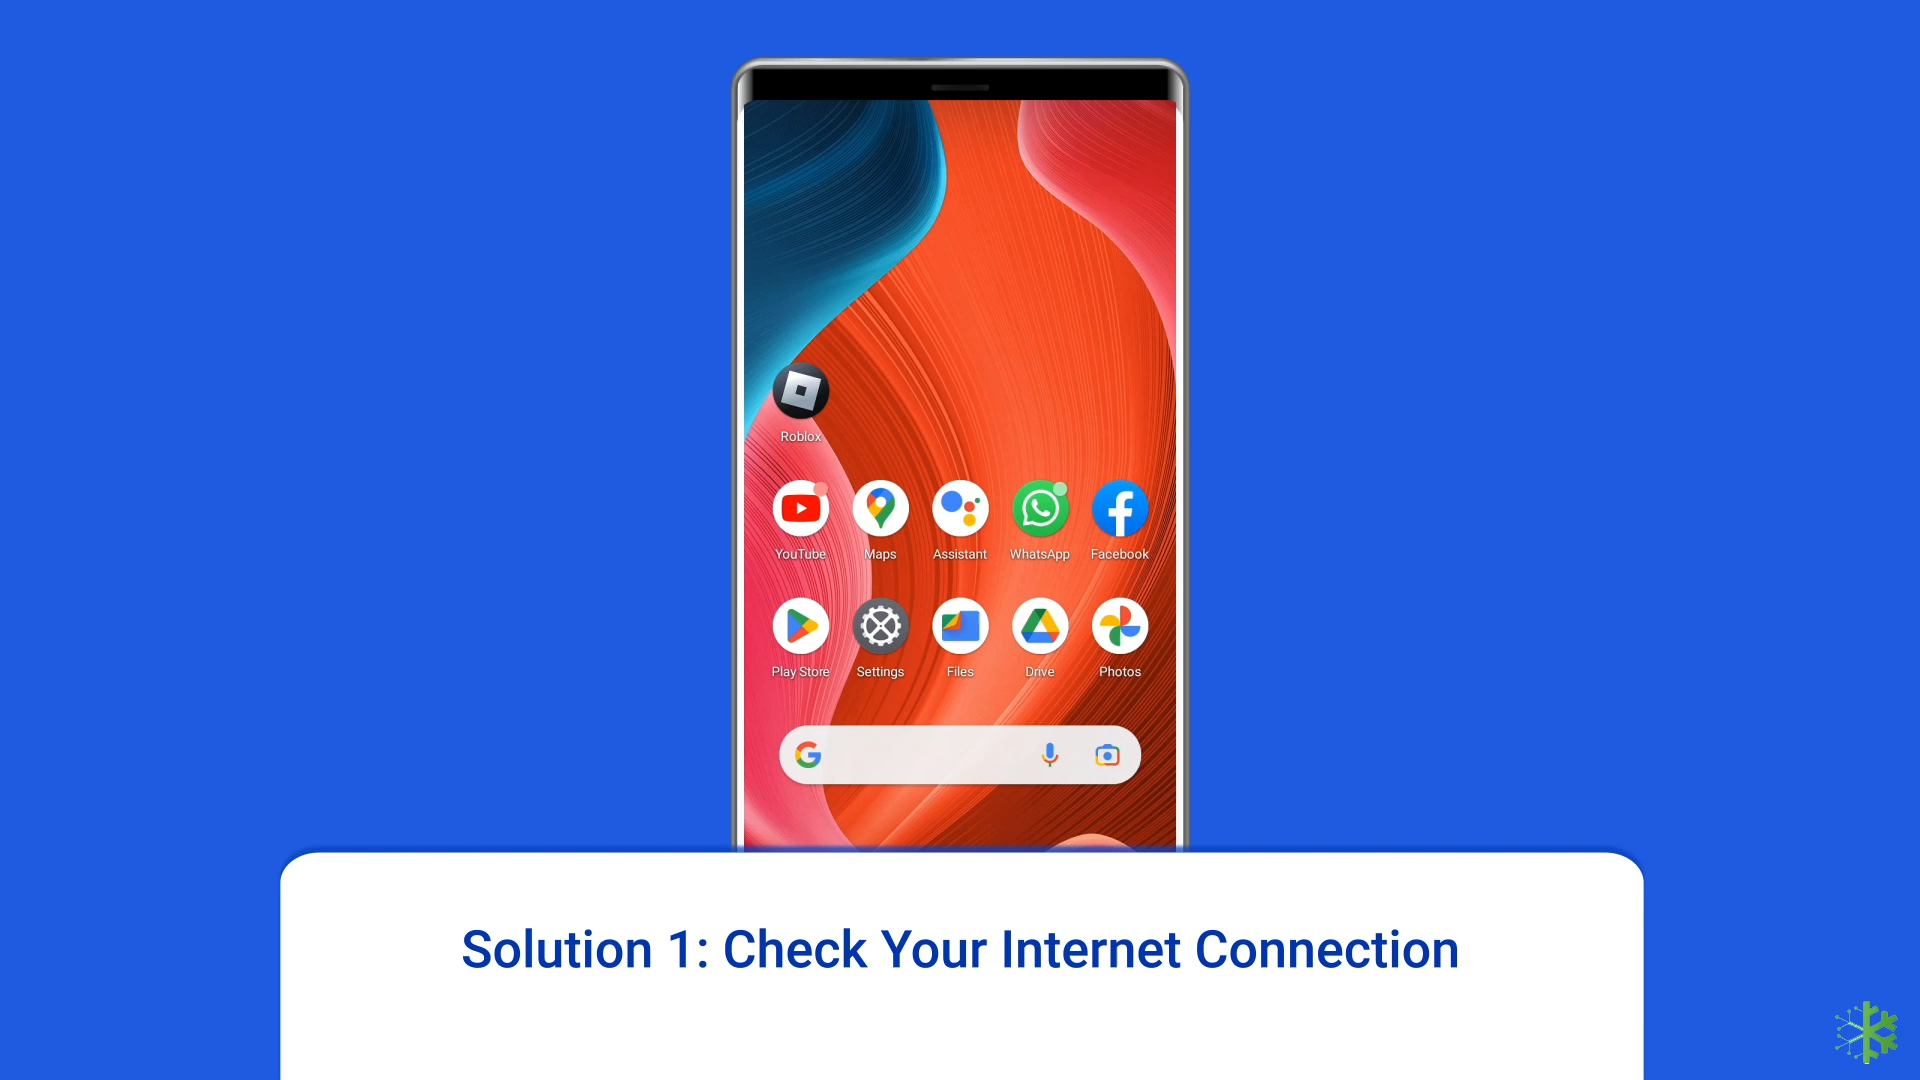 Roblox
YouTube Maps Assistant WhatsApp Facebook
Play Store Settings Files Drive Photos
Solution 1: Check Your Internet Connection